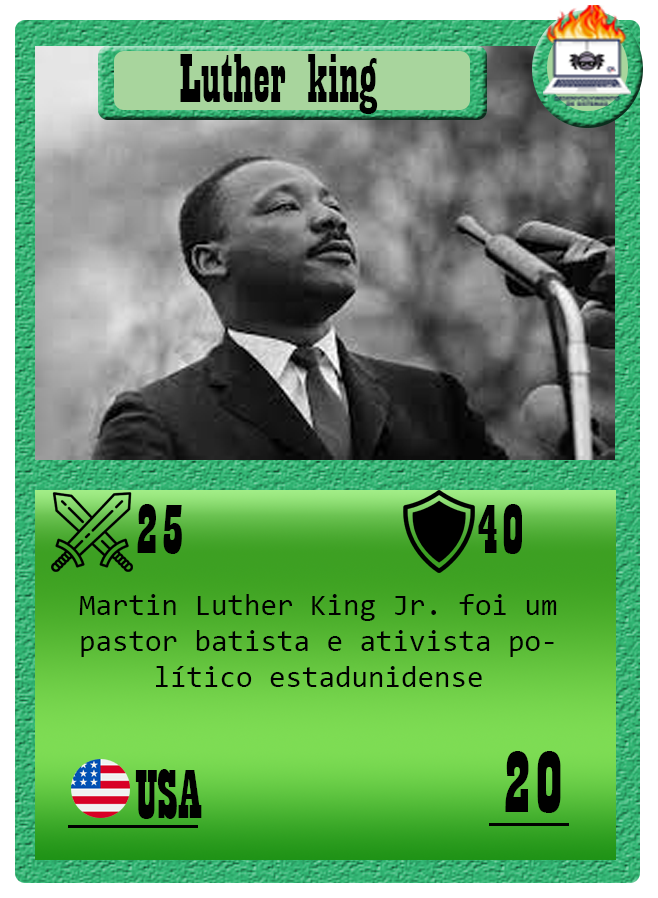 Luther king
25
40
Martin Luther King Jr. foi um
pastor batista e ativista po-
lítico estadunidense
USA
20